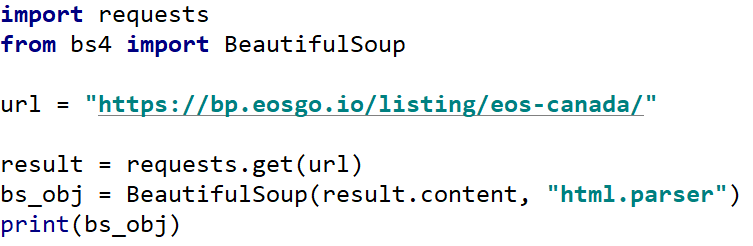 import requests
from bs4 import BeautifulSoup
url = "https://bp.eosgo.io/listing/eos-canada/"
result = requests.get(url)
bs_obj = BeautifulSoup(result.content, "html.parser")
print(bs_obj)